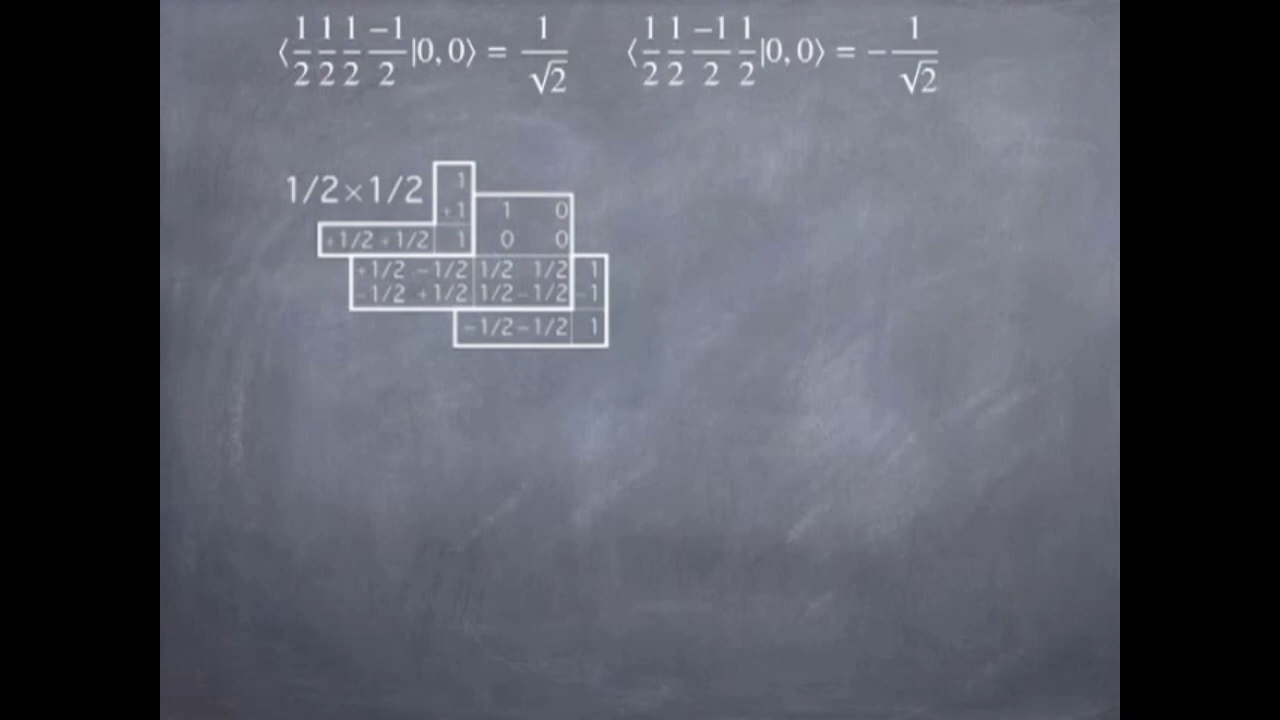 ⟨1/2 1/2 1/2 −1/2|0, 0⟩ = 1/√2 ⟨1/2 1/2 −1/2 1/2|0, 0⟩ = −1/√2
1/2×1/2 1
+1 1 0
+1/2 +1/2 1 0 0
+1/2 −1/2 1/2 1/2 1
−1/2 +1/2 1/2 −1/2 −1
−1/2 −1/2 1